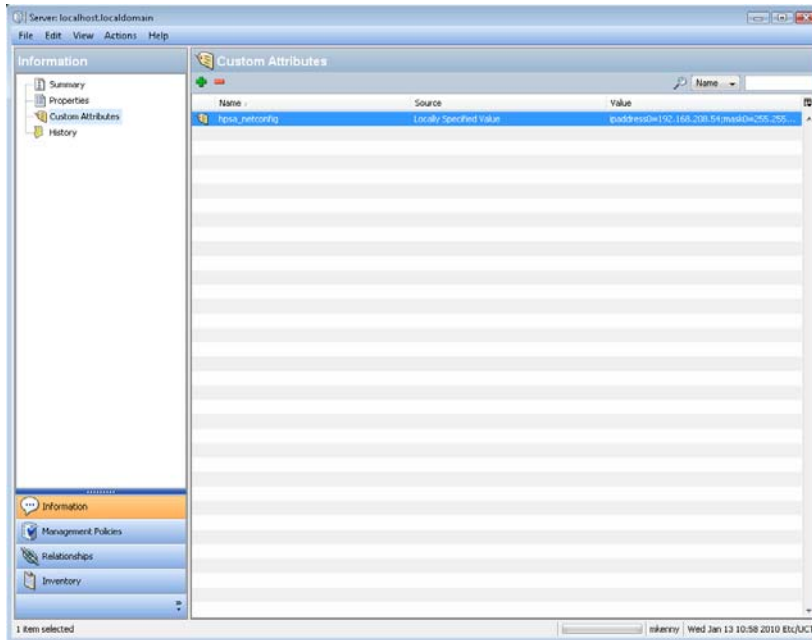 Server: localhost.localdomain
File Edit View Actions Help
Information
Custom Attributes
Summary
Properties
Custom Attributes
History
Name
Name Source Value
hpsa_netconfig Locally Specified Value ipaddress0=192.168.208.54;mask0=255.255....
Information
Management Policies
Relationships
Inventory
1 item selected
mkenny Wed Jan 13 10:58 2010 Etc/UCT